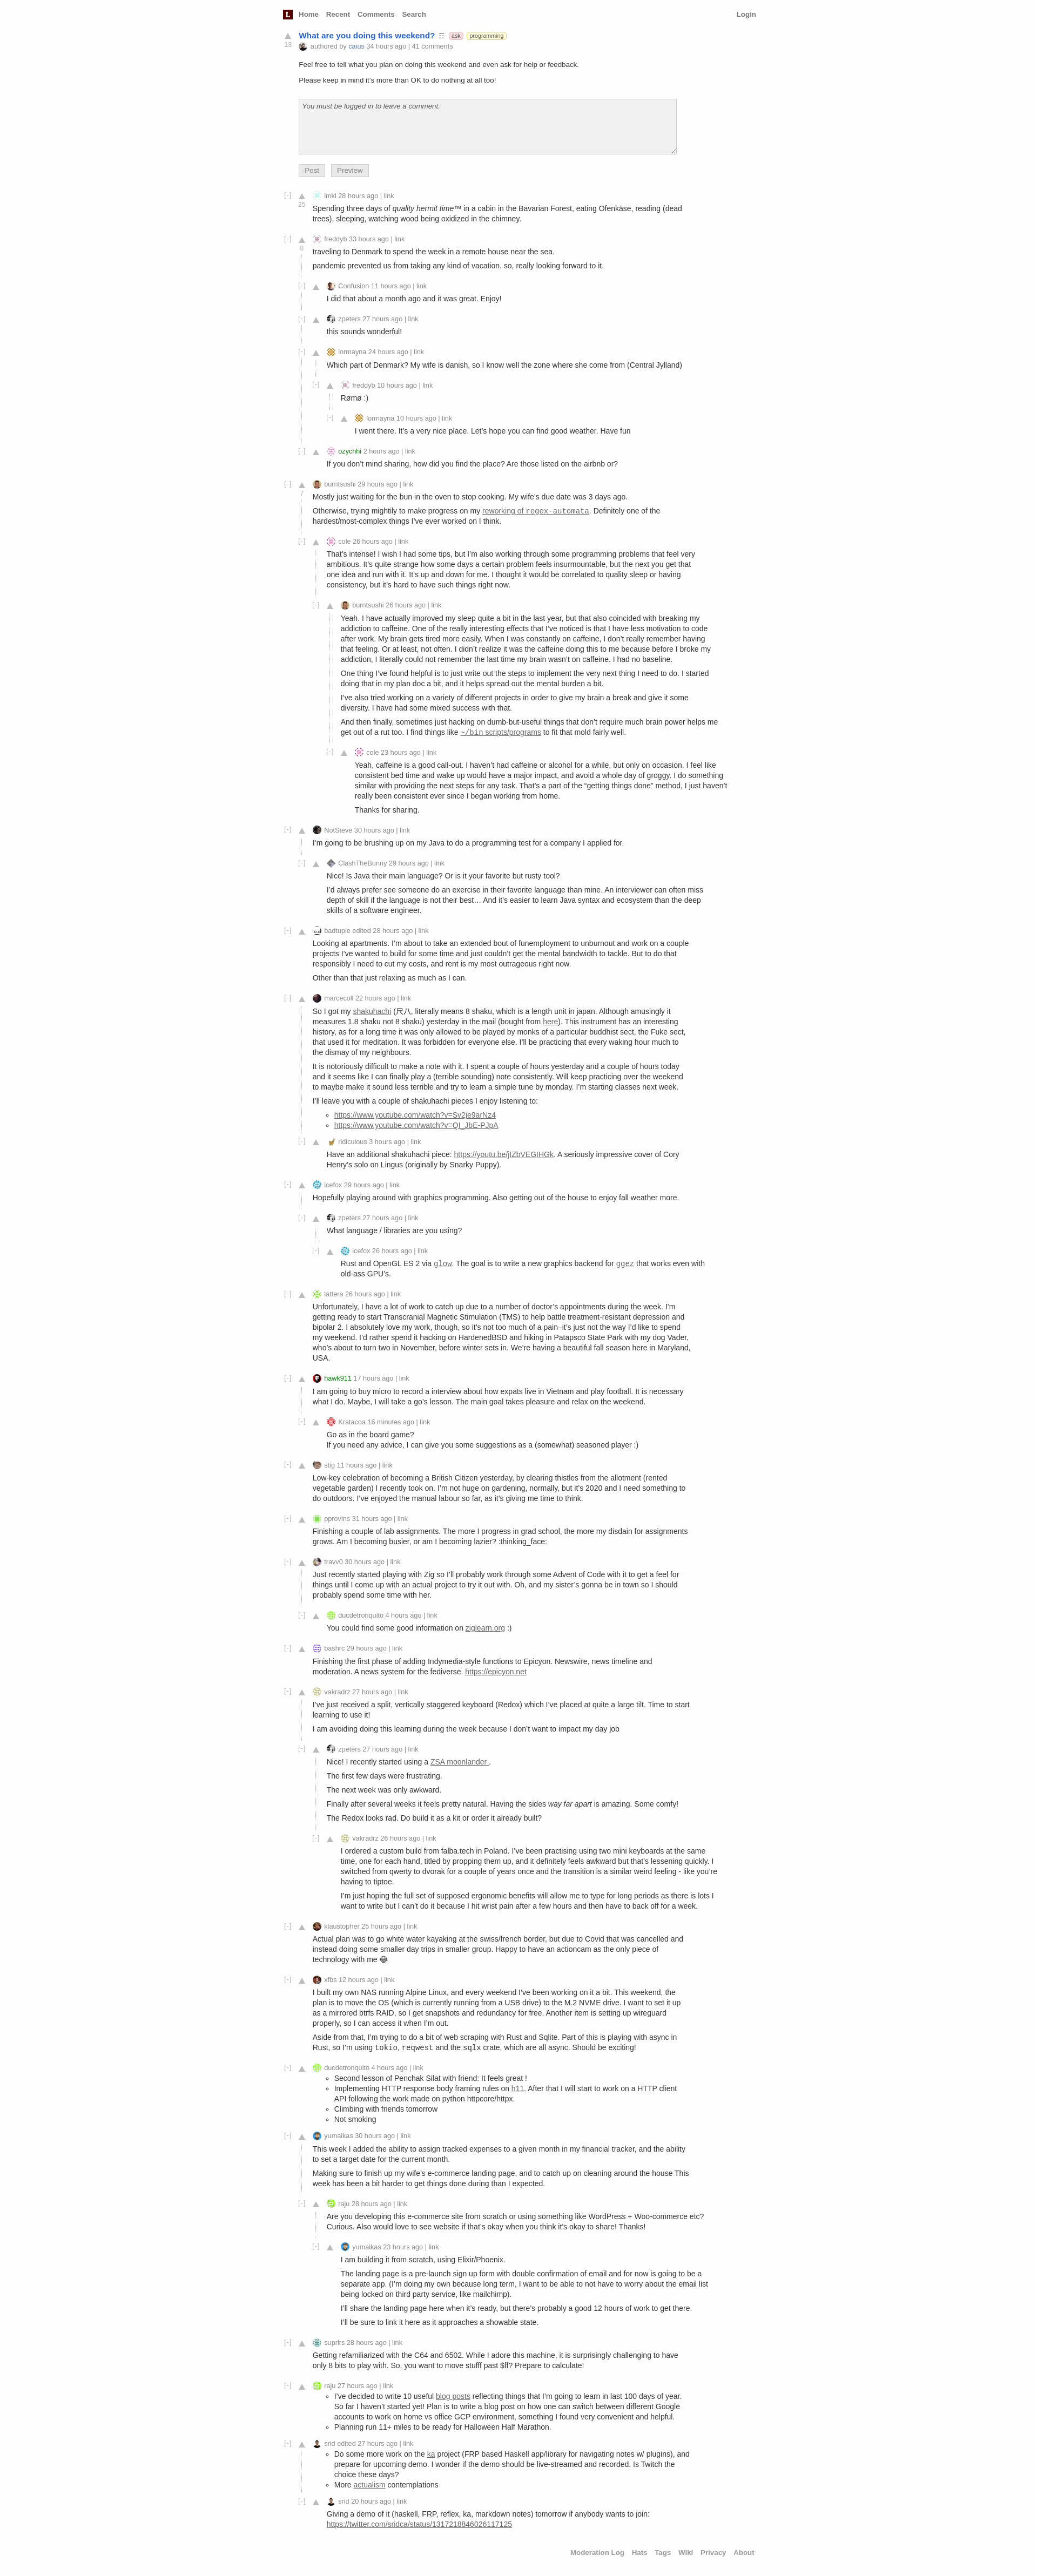 L Home Recent Comments Search Login
What are you doing this weekend? ☶ ask programming
13
authored by caius 34 hours ago | 41 comments
Feel free to tell what you plan on doing this weekend and even ask for help or feedback.
Please keep in mind it's more than OK to do nothing at all too!
You must be logged in to leave a comment.
Post Preview
[-] imkl 28 hours ago | link
25
Spending three days of quality hermit time™ in a cabin in the Bavarian Forest, eating Ofenkäse, reading (dead
trees), sleeping, watching wood being oxidized in the chimney.
[-] freddyb 33 hours ago | link
8
traveling to Denmark to spend the week in a remote house near the sea.
pandemic prevented us from taking any kind of vacation. so, really looking forward to it.
[-] Confusion 11 hours ago | link
I did that about a month ago and it was great. Enjoy!
[-] zpeters 27 hours ago | link
this sounds wonderful!
[-] lormayna 24 hours ago | link
Which part of Denmark? My wife is danish, so I know well the zone where she come from (Central Jylland)
[-] freddyb 10 hours ago | link
Rømø :)
[-] lormayna 10 hours ago | link
I went there. It's a very nice place. Let's hope you can find good weather. Have fun
[-] ozychhi 2 hours ago | link
If you don't mind sharing, how did you find the place? Are those listed on the airbnb or?
[-] burntsushi 29 hours ago | link
7
Mostly just waiting for the bun in the oven to stop cooking. My wife's due date was 3 days ago.
Otherwise, trying mightily to make progress on my reworking of regex-automata. Definitely one of the
hardest/most-complex things I've ever worked on I think.
[-] cole 26 hours ago | link
That's intense! I wish I had some tips, but I'm also working through some programming problems that feel very
ambitious. It's quite strange how some days a certain problem feels insurmountable, but the next you get that
one idea and run with it. It's up and down for me. I thought it would be correlated to quality sleep or having
consistency, but it's hard to have such things right now.
[-] burntsushi 26 hours ago | link
Yeah. I have actually improved my sleep quite a bit in the last year, but that also coincided with breaking my
addiction to caffeine. One of the really interesting effects that I've noticed is that I have less motivation to code
after work. My brain gets tired more easily. When I was constantly on caffeine, I don't really remember having
that feeling. Or at least, not often. I didn't realize it was the caffeine doing this to me because before I broke my
addiction, I literally could not remember the last time my brain wasn't on caffeine. I had no baseline.
One thing I've found helpful is to just write out the steps to implement the very next thing I need to do. I started
doing that in my plan doc a bit, and it helps spread out the mental burden a bit.
I've also tried working on a variety of different projects in order to give my brain a break and give it some
diversity. I have had some mixed success with that.
And then finally, sometimes just hacking on dumb-but-useful things that don't require much brain power helps me
get out of a rut too. I find things like ~/bin scripts/programs to fit that mold fairly well.
[-] cole 23 hours ago | link
Yeah, caffeine is a good call-out. I haven't had caffeine or alcohol for a while, but only on occasion. I feel like
consistent bed time and wake up would have a major impact, and avoid a whole day of groggy. I do something
similar with providing the next steps for any task. That's a part of the "getting things done" method, I just haven't
really been consistent ever since I began working from home.
Thanks for sharing.
[-] NotSteve 30 hours ago | link
I'm going to be brushing up on my Java to do a programming test for a company I applied for.
[-] ClashTheBunny 29 hours ago | link
Nice! Is Java their main language? Or is it your favorite but rusty tool?
I'd always prefer see someone do an exercise in their favorite language than mine. An interviewer can often miss
depth of skill if the language is not their best… And it's easier to learn Java syntax and ecosystem than the deep
skills of a software engineer.
[-] badtuple edited 28 hours ago | link
Looking at apartments. I'm about to take an extended bout of funemployment to unburnout and work on a couple
projects I've wanted to build for some time and just couldn't get the mental bandwidth to tackle. But to do that
responsibly I need to cut my costs, and rent is my most outrageous right now.
Other than that just relaxing as much as I can.
[-] marcecoll 22 hours ago | link
So I got my shakuhachi (尺八, literally means 8 shaku, which is a length unit in japan. Although amusingly it
measures 1.8 shaku not 8 shaku) yesterday in the mail (bought from here). This instrument has an interesting
history, as for a long time it was only allowed to be played by monks of a particular buddhist sect, the Fuke sect,
that used it for meditation. It was forbidden for everyone else. I'll be practicing that every waking hour much to
the dismay of my neighbours.
It is notoriously difficult to make a note with it. I spent a couple of hours yesterday and a couple of hours today
and it seems like I can finally play a (terrible sounding) note consistently. Will keep practicing over the weekend
to maybe make it sound less terrible and try to learn a simple tune by monday. I'm starting classes next week.
I'll leave you with a couple of shakuhachi pieces I enjoy listening to:
https://www.youtube.com/watch?v=Sv2je9arNz4
https://www.youtube.com/watch?v=QI_JbE-PJpA
[-] ridiculous 3 hours ago | link
Have an additional shakuhachi piece: https://youtu.be/jIZbVEGIHGk. A seriously impressive cover of Cory
Henry's solo on Lingus (originally by Snarky Puppy).
[-] icefox 29 hours ago | link
Hopefully playing around with graphics programming. Also getting out of the house to enjoy fall weather more.
[-] zpeters 27 hours ago | link
What language / libraries are you using?
[-] icefox 26 hours ago | link
Rust and OpenGL ES 2 via glow. The goal is to write a new graphics backend for ggez that works even with
old-ass GPU's.
[-] lattera 26 hours ago | link
Unfortunately, I have a lot of work to catch up due to a number of doctor's appointments during the week. I'm
getting ready to start Transcranial Magnetic Stimulation (TMS) to help battle treatment-resistant depression and
bipolar 2. I absolutely love my work, though, so it's not too much of a pain–it's just not the way I'd like to spend
my weekend. I'd rather spend it hacking on HardenedBSD and hiking in Patapsco State Park with my dog Vader,
who's about to turn two in November, before winter sets in. We're having a beautiful fall season here in Maryland,
USA.
[-] hawk911 17 hours ago | link
I am going to buy micro to record a interview about how expats live in Vietnam and play football. It is necessary
what I do. Maybe, I will take a go's lesson. The main goal takes pleasure and relax on the weekend.
[-] Kratacoa 16 minutes ago | link
Go as in the board game?
If you need any advice, I can give you some suggestions as a (somewhat) seasoned player :)
[-] stig 11 hours ago | link
Low-key celebration of becoming a British Citizen yesterday, by clearing thistles from the allotment (rented
vegetable garden) I recently took on. I'm not huge on gardening, normally, but it's 2020 and I need something to
do outdoors. I've enjoyed the manual labour so far, as it's giving me time to think.
[-] pprovins 31 hours ago | link
Finishing a couple of lab assignments. The more I progress in grad school, the more my disdain for assignments
grows. Am I becoming busier, or am I becoming lazier? :thinking_face:
[-] travv0 30 hours ago | link
Just recently started playing with Zig so I'll probably work through some Advent of Code with it to get a feel for
things until I come up with an actual project to try it out with. Oh, and my sister's gonna be in town so I should
probably spend some time with her.
[-] ducdetronquito 4 hours ago | link
You could find some good information on ziglearn.org :)
[-] bashrc 29 hours ago | link
Finishing the first phase of adding Indymedia-style functions to Epicyon. Newswire, news timeline and
moderation. A news system for the fediverse. https://epicyon.net
[-] vakradrz 27 hours ago | link
I've just received a split, vertically staggered keyboard (Redox) which I've placed at quite a large tilt. Time to start
learning to use it!
I am avoiding doing this learning during the week because I don't want to impact my day job
[-] zpeters 27 hours ago | link
Nice! I recently started using a ZSA moonlander .
The first few days were frustrating.
The next week was only awkward.
Finally after several weeks it feels pretty natural. Having the sides way far apart is amazing. Some comfy!
The Redox looks rad. Do build it as a kit or order it already built?
[-] vakradrz 26 hours ago | link
I ordered a custom build from falba.tech in Poland. I've been practising using two mini keyboards at the same
time, one for each hand, titled by propping them up, and it definitely feels awkward but that's lessening quickly. I
switched from qwerty to dvorak for a couple of years once and the transition is a similar weird feeling - like you're
having to tiptoe.
I'm just hoping the full set of supposed ergonomic benefits will allow me to type for long periods as there is lots I
want to write but I can't do it because I hit wrist pain after a few hours and then have to back off for a week.
[-] klaustopher 25 hours ago | link
Actual plan was to go white water kayaking at the swiss/french border, but due to Covid that was cancelled and
instead doing some smaller day trips in smaller group. Happy to have an actioncam as the only piece of
technology with me 😂
[-] xfbs 12 hours ago | link
I built my own NAS running Alpine Linux, and every weekend I've been working on it a bit. This weekend, the
plan is to move the OS (which is currently running from a USB drive) to the M.2 NVME drive. I want to set it up
as a mirrored btrfs RAID, so I get snapshots and redundancy for free. Another item is setting up wireguard
properly, so I can access it when I'm out.
Aside from that, I'm trying to do a bit of web scraping with Rust and Sqlite. Part of this is playing with async in
Rust, so I'm using tokio, reqwest and the sqlx crate, which are all async. Should be exciting!
[-] ducdetronquito 4 hours ago | link
Second lesson of Penchak Silat with friend: It feels great !
Implementing HTTP response body framing rules on h11. After that I will start to work on a HTTP client
API following the work made on python httpcore/httpx.
Climbing with friends tomorrow
Not smoking
[-] yumaikas 30 hours ago | link
This week I added the ability to assign tracked expenses to a given month in my financial tracker, and the ability
to set a target date for the current month.
Making sure to finish up my wife's e-commerce landing page, and to catch up on cleaning around the house This
week has been a bit harder to get things done during than I expected.
[-] raju 28 hours ago | link
Are you developing this e-commerce site from scratch or using something like WordPress + Woo-commerce etc?
Curious. Also would love to see website if that's okay when you think it's okay to share! Thanks!
[-] yumaikas 23 hours ago | link
I am building it from scratch, using Elixir/Phoenix.
The landing page is a pre-launch sign up form with double confirmation of email and for now is going to be a
separate app. (I'm doing my own because long term, I want to be able to not have to worry about the email list
being locked on third party service, like mailchimp).
I'll share the landing page here when it's ready, but there's probably a good 12 hours of work to get there.
I'll be sure to link it here as it approaches a showable state.
[-] suprlrs 28 hours ago | link
Getting refamiliarized with the C64 and 6502. While I adore this machine, it is surprisingly challenging to have
only 8 bits to play with. So, you want to move stufff past $ff? Prepare to calculate!
[-] raju 27 hours ago | link
I've decided to write 10 useful blog posts reflecting things that I'm going to learn in last 100 days of year.
So far I haven't started yet! Plan is to write a blog post on how one can switch between different Google
accounts to work on home vs office GCP environment, something I found very convenient and helpful.
Planning run 11+ miles to be ready for Halloween Half Marathon.
[-] srid edited 27 hours ago | link
Do some more work on the ka project (FRP based Haskell app/library for navigating notes w/ plugins), and
prepare for upcoming demo. I wonder if the demo should be live-streamed and recorded. Is Twitch the
choice these days?
More actualism contemplations
[-] srid 20 hours ago | link
Giving a demo of it (haskell, FRP, reflex, ka, markdown notes) tomorrow if anybody wants to join:
https://twitter.com/sridca/status/1317218846026117125
Moderation Log Hats Tags Wiki Privacy About